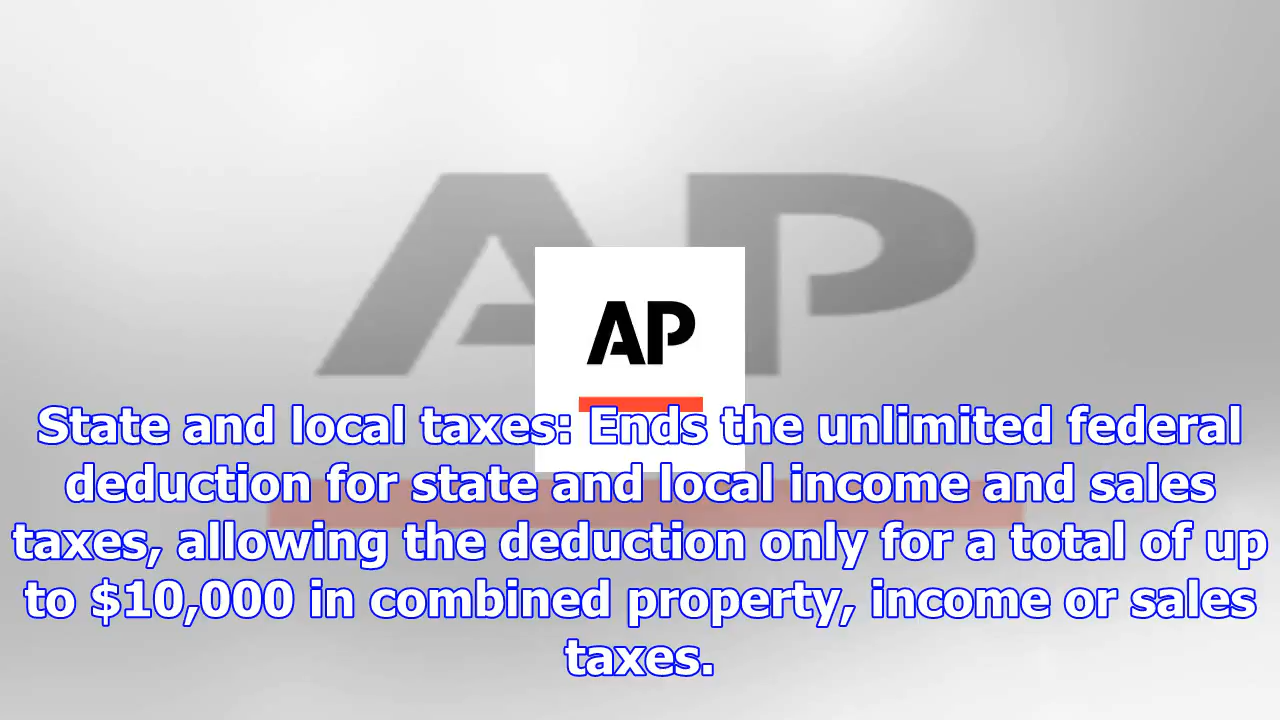 AP
AP
State and local taxes: Ends the unlimited federal
deduction for state and local income and sales
taxes, allowing the deduction only for a total of up
to $10,000 in combined property, income or sales
taxes.